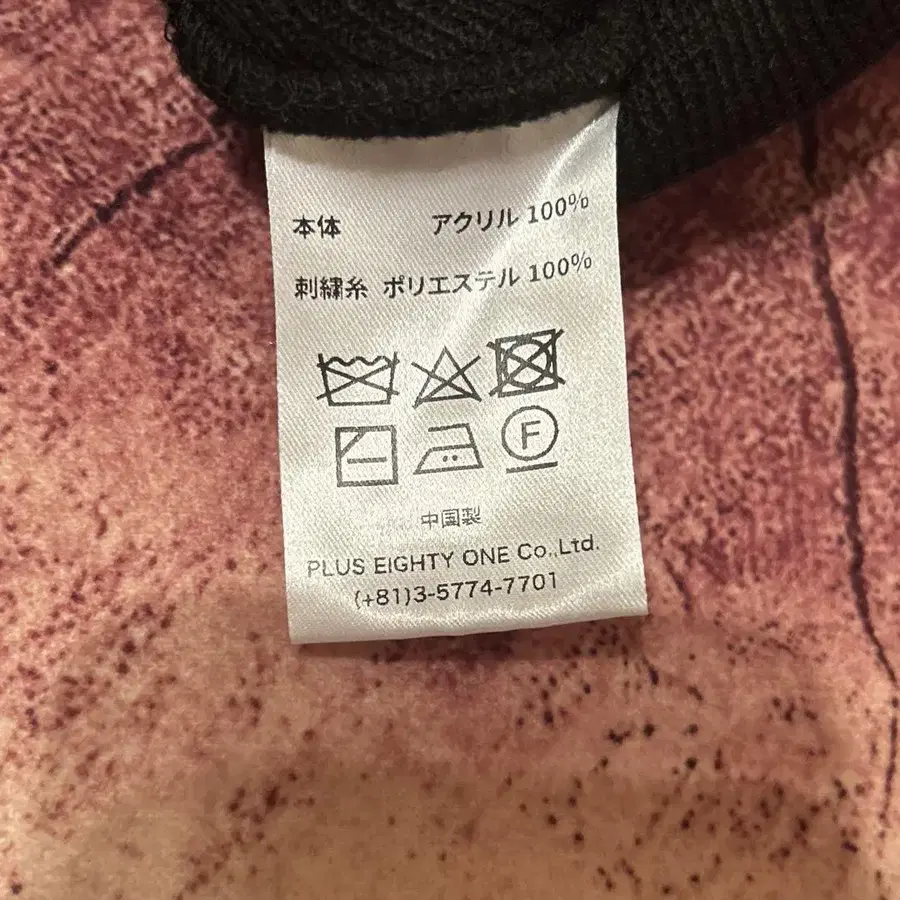 本体 アクリル 100%
刺繍糸 ポリエステル 100%
F
中国製
PLUS EIGHTY ONE Co.,Ltd.
(+81)3-5774-7701